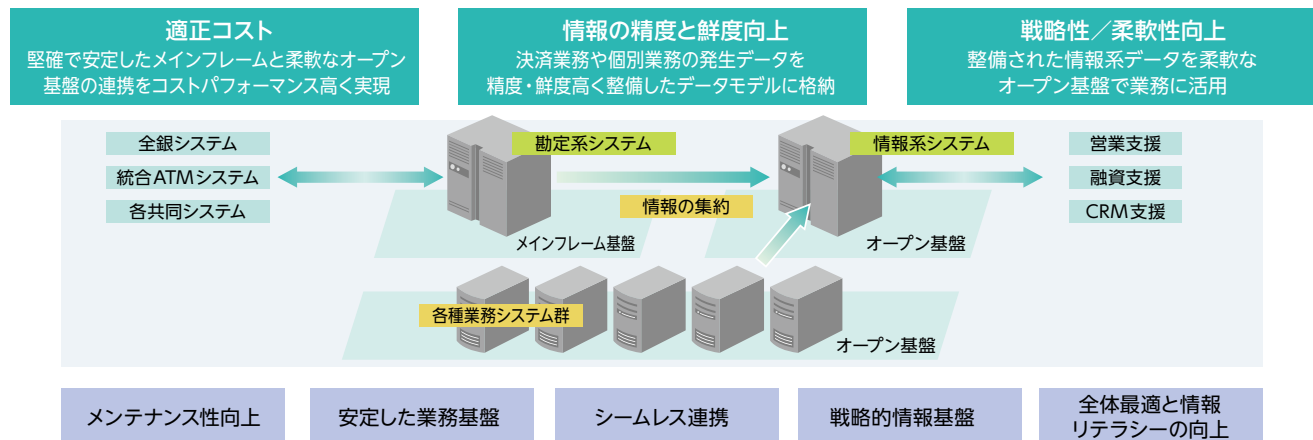 適正コスト
堅確で安定したメインフレームと柔軟なオープン
基盤の連携をコストパフォーマンス高く実現
情報の精度と鮮度向上
決済業務や個別業務の発生データを
精度・鮮度高く整備したデータモデルに格納
戦略性／柔軟性向上
整備された情報系データを柔軟な
オープン基盤で業務に活用
全銀システム
統合ATMシステム
各共同システム
勘定系システム
情報の集約
メインフレーム基盤
情報系システム
オープン基盤
営業支援
融資支援
CRM支援
各種業務システム群
オープン基盤
メンテナンス性向上
安定した業務基盤
シームレス連携
戦略的情報基盤
全体最適と情報
リテラシーの向上